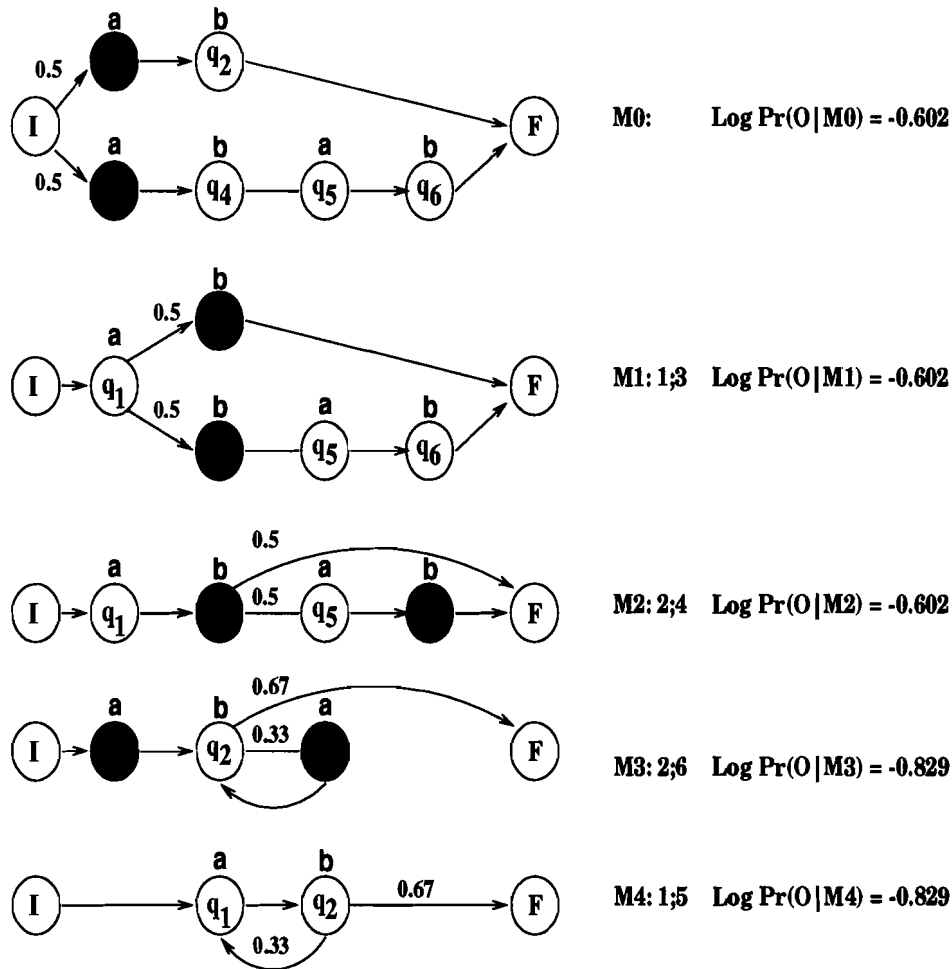 a b
0.5 q2
I F M0: Log Pr(O|M0) = -0.602
0.5 a b a b
q4 q5 q6
b
0.5
a
I q1 F M1: 1;3 Log Pr(O|M1) = -0.602
0.5 b a b
q5 q6
0.5
a b a b
I q1 0.5 q5 F M2: 2;4 Log Pr(O|M2) = -0.602
0.67
a b a
I q2 0.33 F M3: 2;6 Log Pr(O|M3) = -0.829
a b
I q1 q2 0.67 F M4: 1;5 Log Pr(O|M4) = -0.829
0.33